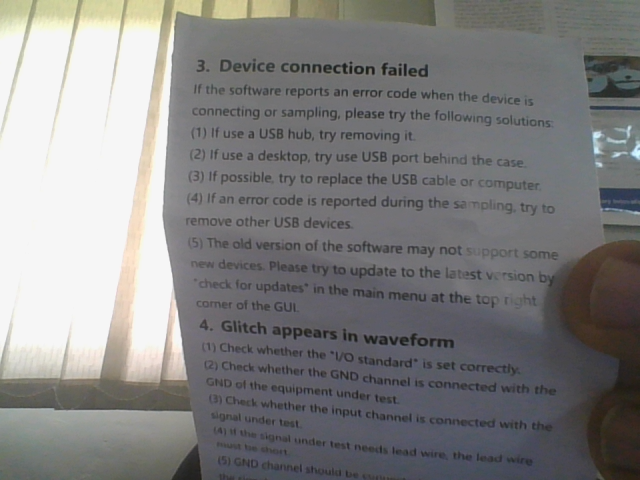 3. Device connection failed
If the software reports an error code when the device is
connecting or sampling, please try the following solutions:
(1) If use a USB hub, try removing it.
(2) If use a desktop, try use USB port behind the case.
(3) If possible, try to replace the USB cable or computer.
(4) If an error code is reported during the sampling, try to
remove other USB devices.
(5) The old version of the software may not support some
new devices. Please try to update to the latest version by
"check for updates" in the main menu at the top right
corner of the GUI.
4. Glitch appears in waveform
(1) Check whether the "I/O standard" is set correctly.
(2) Check whether the GND channel is connected with the
GND of the equipment under test.
(3) Check whether the input channel is connected with the
signal under test.
(4) If the signal under test needs lead wire, the lead wire
must be short.
(5) GND channel should be